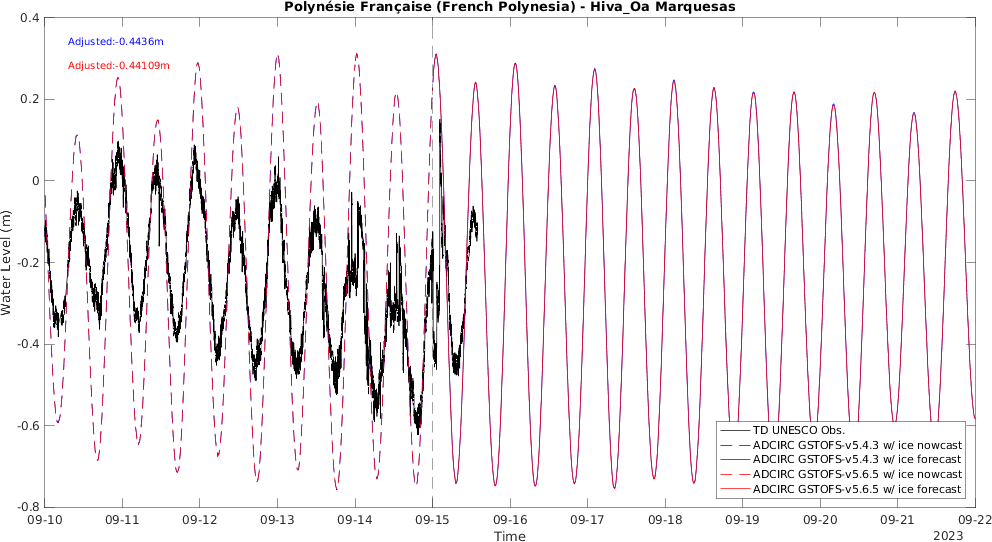 Polynésie Française (French Polynesia) - Hiva_Oa Marquesas
Adjusted:-0.4436m
Adjusted:-0.44109m
0.4
0.2
0
-0.2
-0.4
-0.6
-0.8
Water Level (m)
TD UNESCO Obs.
ADCIRC GSTOFS-v5.4.3 w/ ice nowcast
ADCIRC GSTOFS-v5.4.3 w/ ice forecast
ADCIRC GSTOFS-v5.6.5 w/ ice nowcast
ADCIRC GSTOFS-v5.6.5 w/ ice forecast
09-10 09-11 09-12 09-13 09-14 09-15 09-16 09-17 09-18 09-19 09-20 09-21 09-22
Time
2023